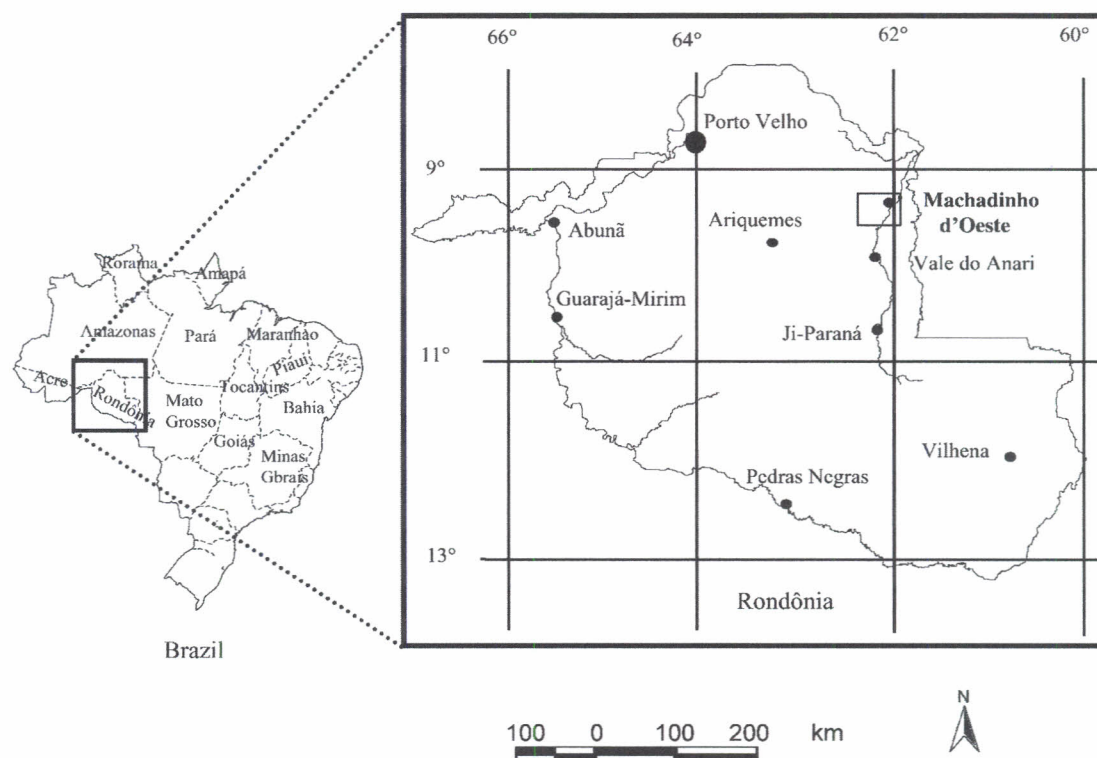 66° 64° 62° 60°
Porto Velho
9°
Machadinho
d'Oeste
Ariquemes
Abunã
Vale do Anari
Guarajá-Mirim
Ji-Paraná
11°
Vilhena
Pedras Negras
13°
Rondônia
Rorama
Amapá
Amazonas
Pará
Maranhão
Piauí
Acre
Rondônia
Tocantins
Mato
Grosso
Bahia
Goiás
Minas
Gbrais
Brazil
100 0 100 200 km
N